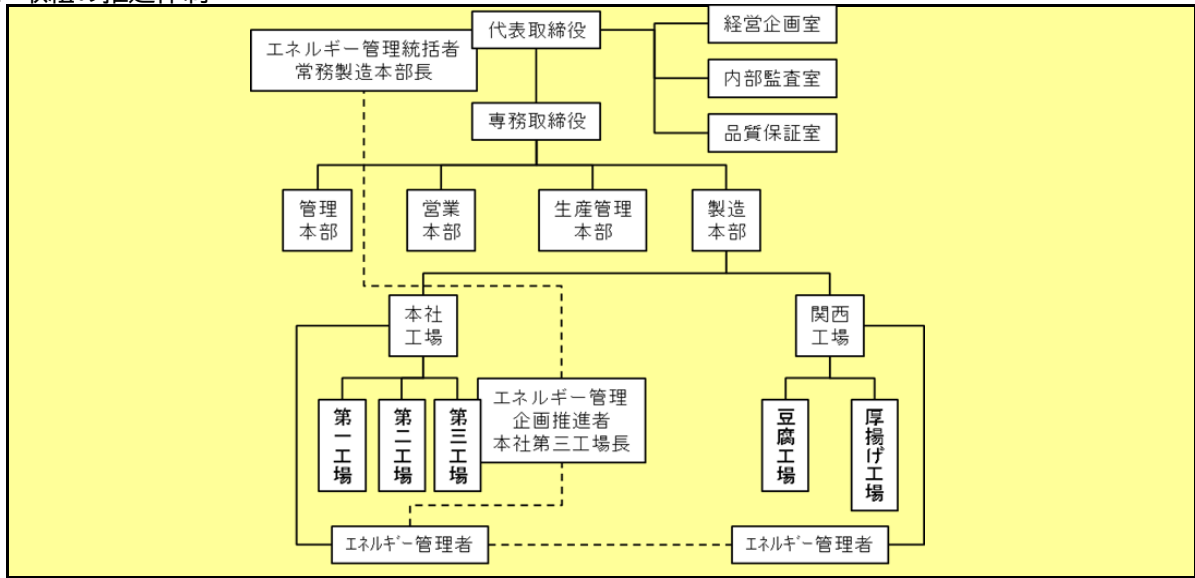 代表取締役
経営企画室
エネルギー管理統括者
常務製造本部長
内部監査室
専務取締役
品質保証室
管理
本部
営業
本部
生産管理
本部
製造
本部
本社
工場
関西
工場
第一工場
第二工場
第三工場
エネルギー管理
企画推進者
本社第三工場長
豆腐工場
厚揚げ工場
エネルギー管理者
エネルギー管理者